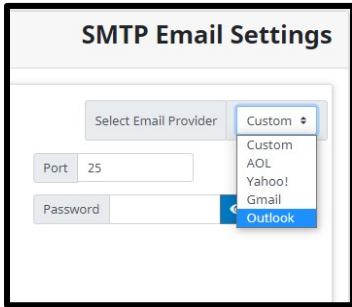 SMTP Email Settings
Select Email Provider Custom
Custom
AOL
Yahoo!
Gmail
Outlook
Port 25
Password